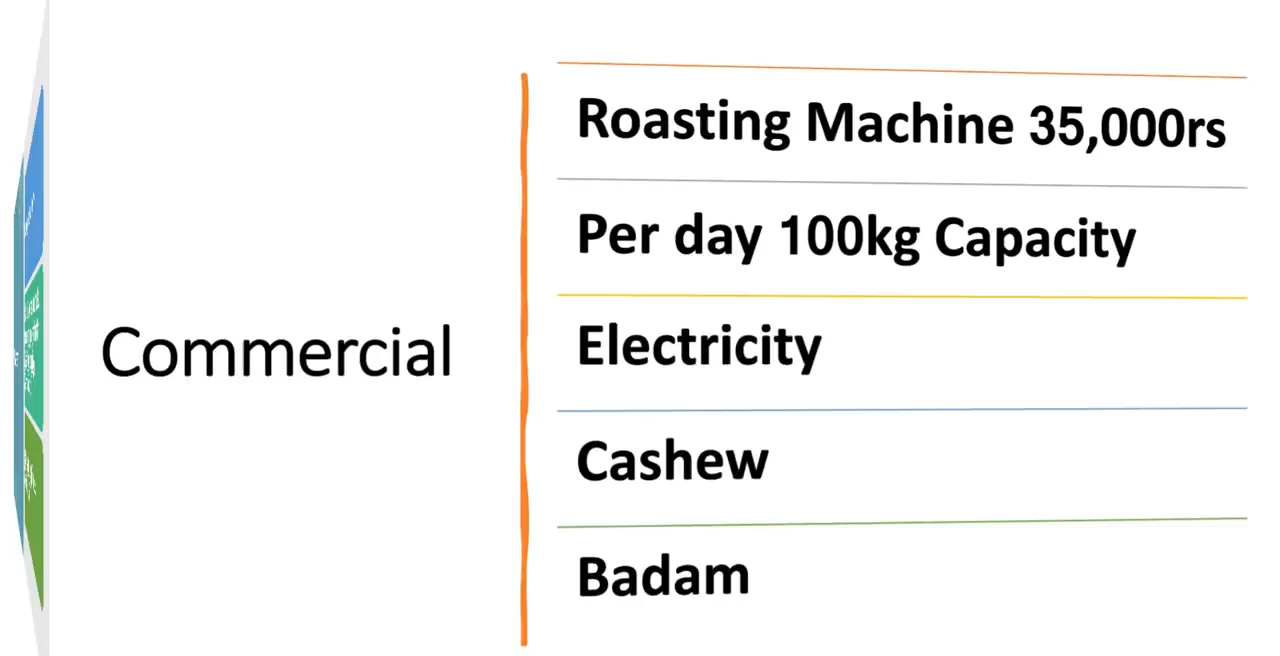 Commercial
Roasting Machine 35,000rs
Per day 100kg Capacity
Electricity
Cashew
Badam